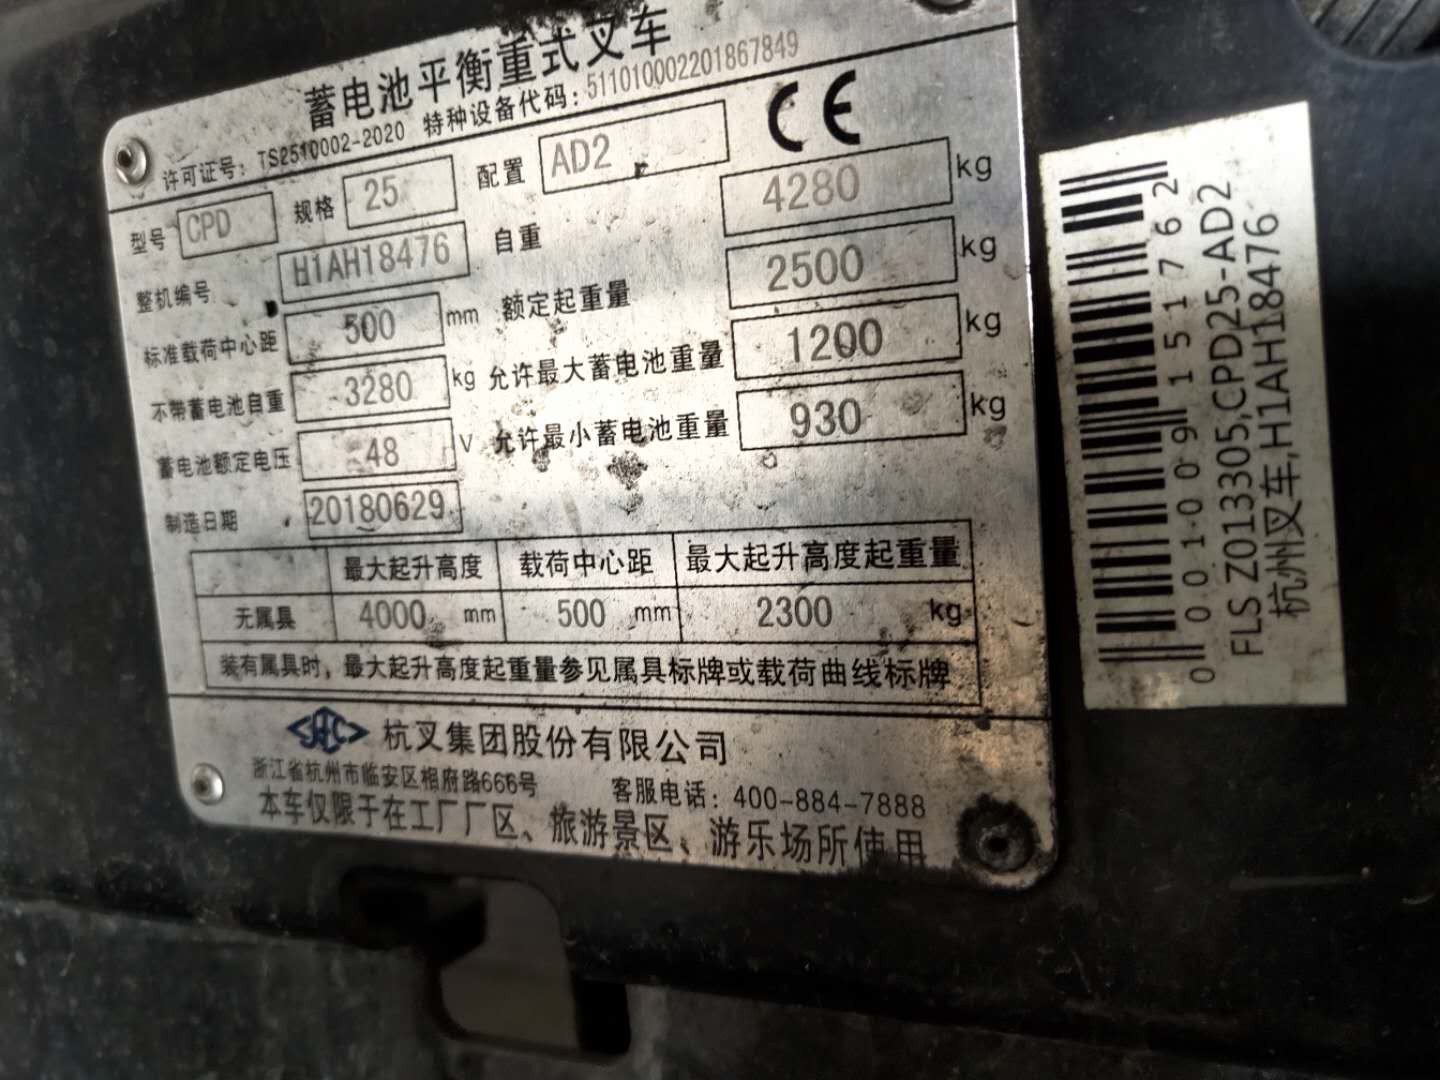 蓄电池平衡重式叉车
许可证号：TS2510002-2020 特种设备代码：511010002201867849
型号 CPD 规格 25 配置 AD2 CE
整机编号 H1AH18476 自重 4280 kg
标准载荷中心距 500 mm 额定起重量 2500 kg
不带蓄电池自重 3280 kg 允许最大蓄电池重量 1200 kg
蓄电池额定电压 48 V 允许最小蓄电池重量 930 kg
制造日期 20180629
最大起升高度 载荷中心距 最大起升高度起重量
无属具 4000 mm 500 mm 2300 kg
装有属具时，最大起升高度起重量参见属具标牌或载荷曲线标牌
杭叉集团股份有限公司
浙江省杭州市临安区相府路666号 客服电话：400-884-7888
本车仅限于在工厂厂区、旅游景区、游乐场所使用
0001009151762
FLS Z013305,CPD25-AD2
杭州叉车,H1AH18476